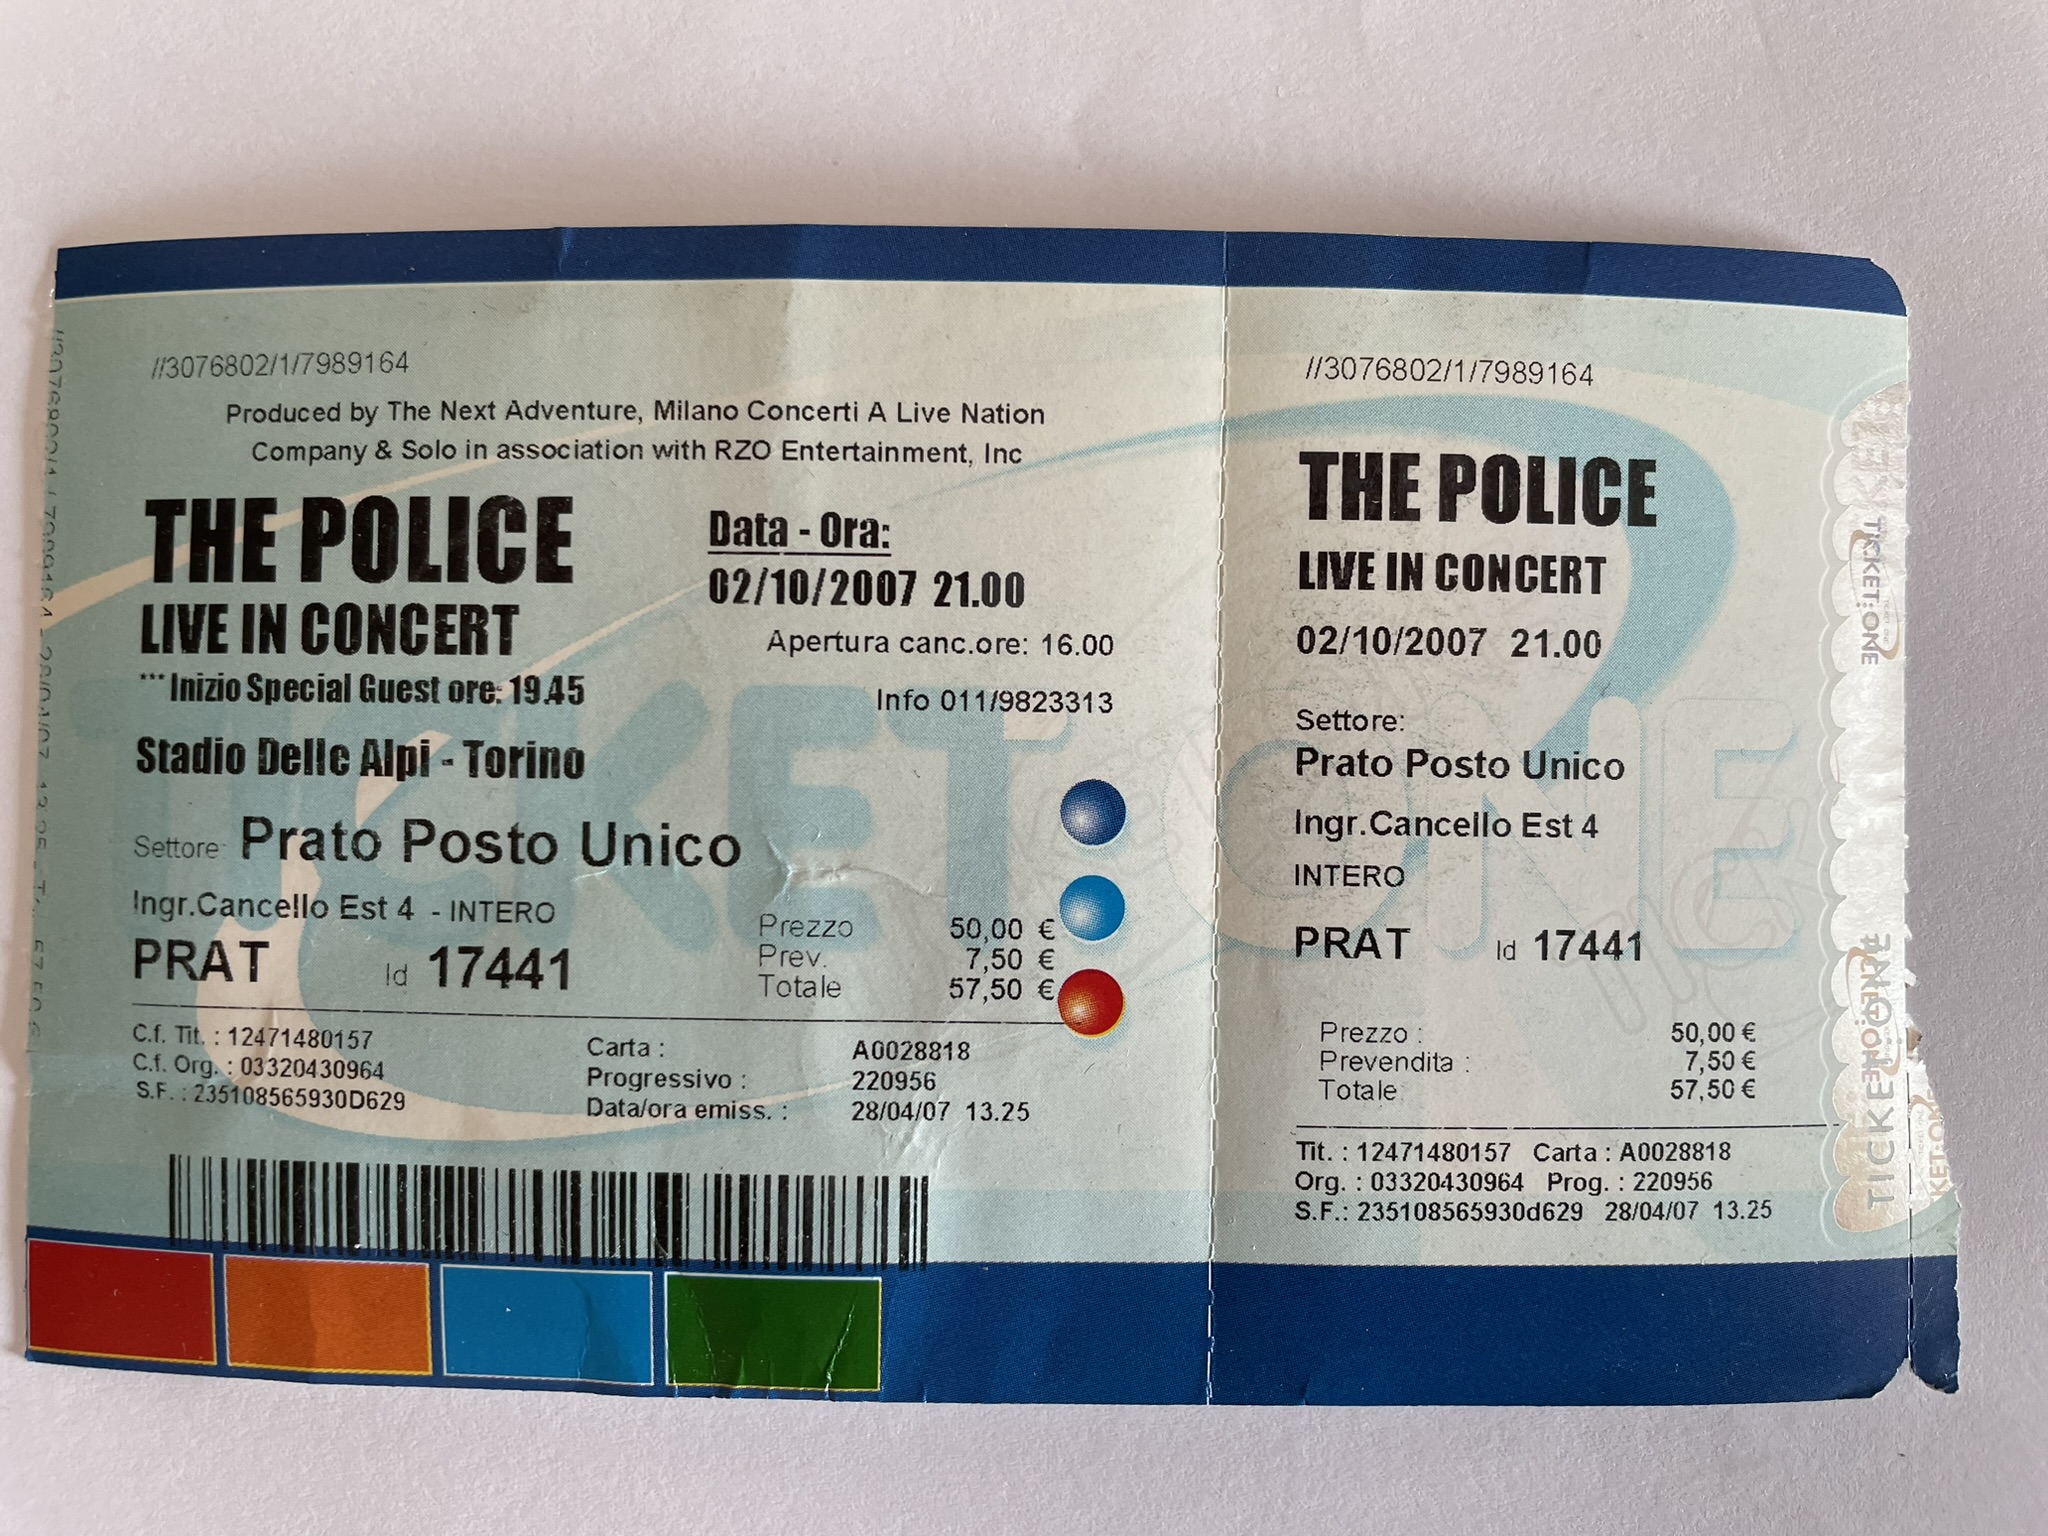 //3076802/1/7989164
Produced by The Next Adventure, Milano Concerti A Live Nation
Company & Solo in association with RZO Entertainment, Inc
THE POLICE
LIVE IN CONCERT
*** Inizio Special Guest ore: 19.45
Stadio Delle Alpi - Torino
Data - Ora:
02/10/2007 21.00
Apertura canc.ore: 16.00
Info 011/9823313
Settore Prato Posto Unico
Ingr.Cancello Est 4 - INTERO
PRAT Id 17441
Prezzo 50,00 €
Prev. 7,50 €
Totale 57,50 €
C.f. Tit. : 12471480157
C.f. Org. : 03320430964
S.F. : 235108565930D629
Carta : A0028818
Progressivo : 220956
Data/ora emiss. : 28/04/07 13.25
TICKETONE
//3076802/1/7989164
THE POLICE
LIVE IN CONCERT
02/10/2007 21.00
Settore:
Prato Posto Unico
Ingr.Cancello Est 4
INTERO
PRAT Id 17441
Prezzo : 50,00 €
Prevendita : 7,50 €
Totale 57,50 €
Tit. : 12471480157 Carta : A0028818
Org. : 03320430964 Prog. : 220956
S.F.: 235108565930d629 28/04/07 13.25
TICKET:ONE
TICKETONE